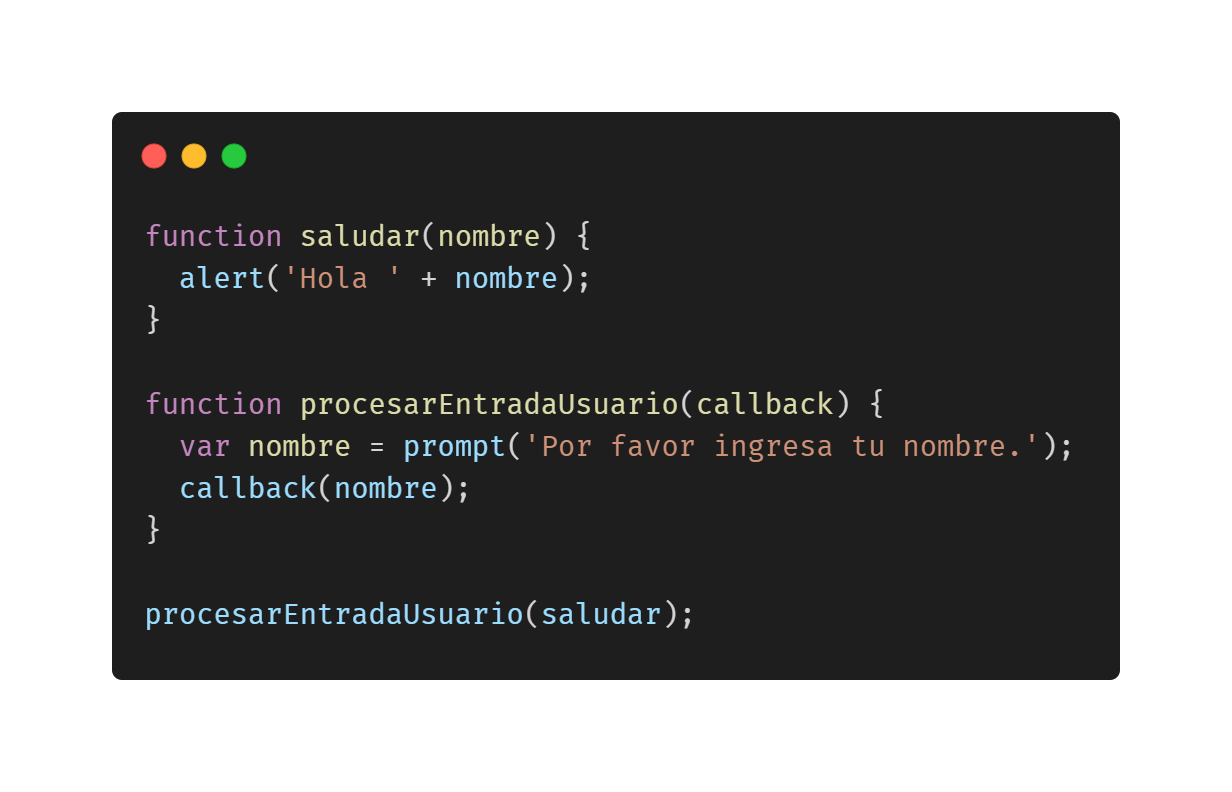 function saludar(nombre) {
  alert('Hola ' + nombre);
}

function procesarEntradaUsuario(callback) {
  var nombre = prompt('Por favor ingresa tu nombre.');
  callback(nombre);
}

procesarEntradaUsuario(saludar);